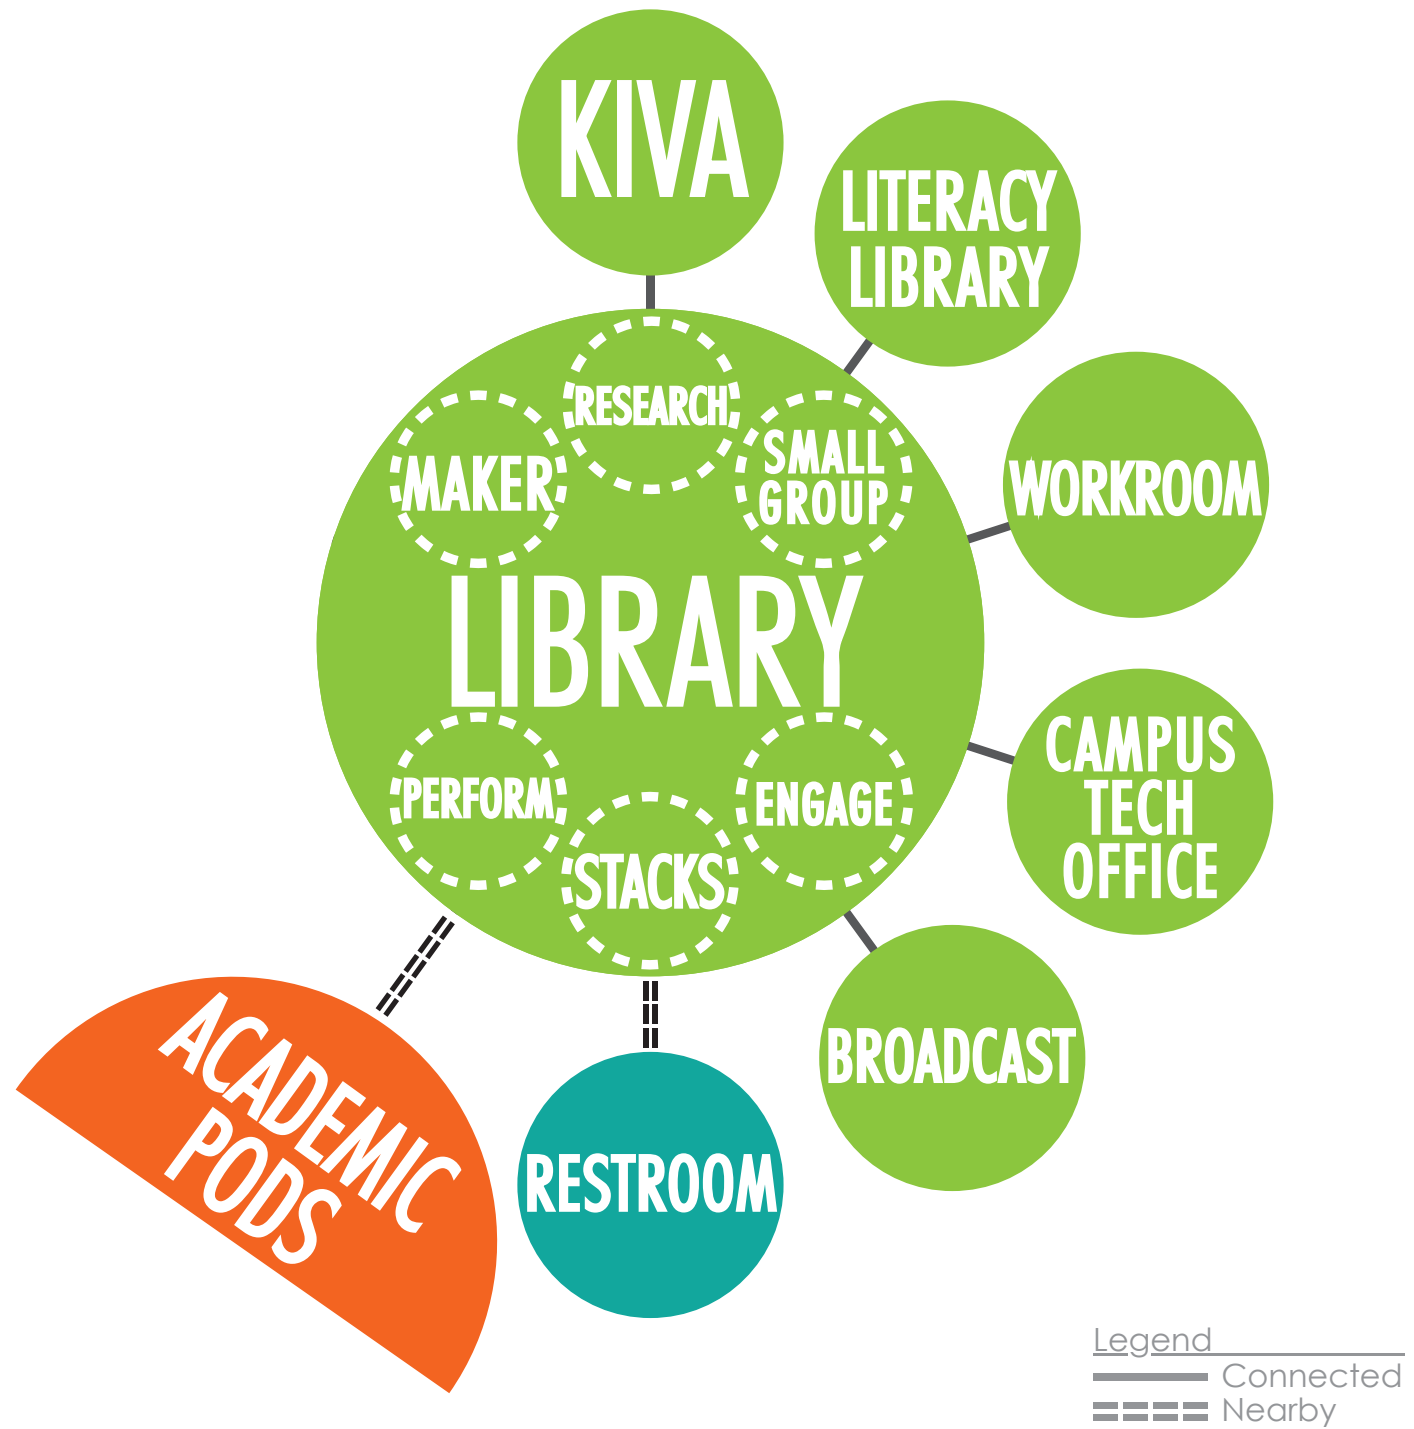 KIVA
LITERACY
LIBRARY
RESEARCH
MAKER
SMALL
GROUP
WORKROOM
LIBRARY
CAMPUS
TECH
OFFICE
PERFORM
ENGAGE
STACKS
BROADCAST
ACADEMIC
PODS
RESTROOM
Legend
Connected
Nearby